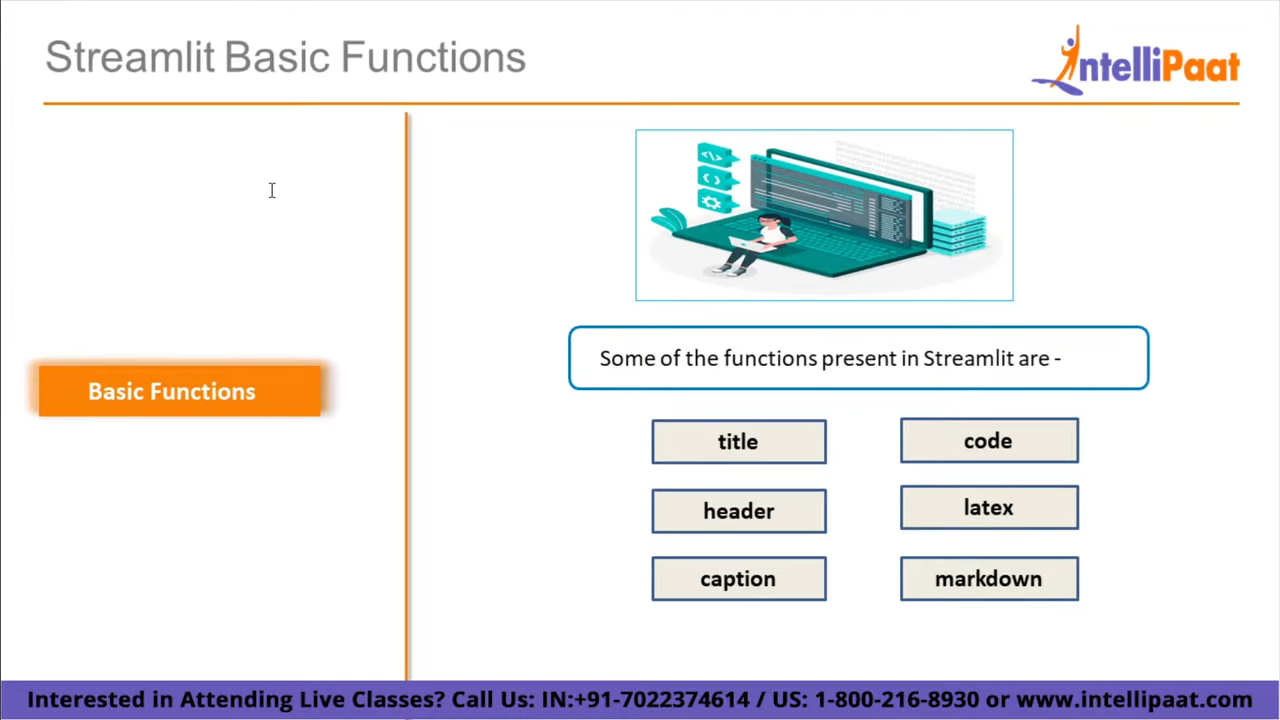 Streamlit Basic Functions
IntelliPaat
Basic Functions
Some of the functions present in Streamlit are -
title
code
header
latex
caption
markdown
Interested in Attending Live Classes? Call Us: IN:+91-7022374614 / US: 1-800-216-8930 or www.intellipaat.com